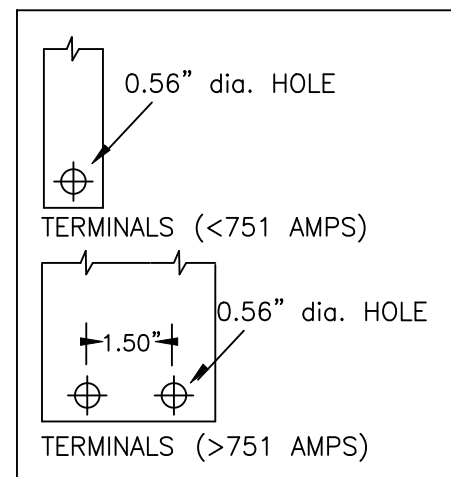 0.56" dia. HOLE
TERMINALS (<751 AMPS)
0.56" dia. HOLE
1.50"
TERMINALS (>751 AMPS)